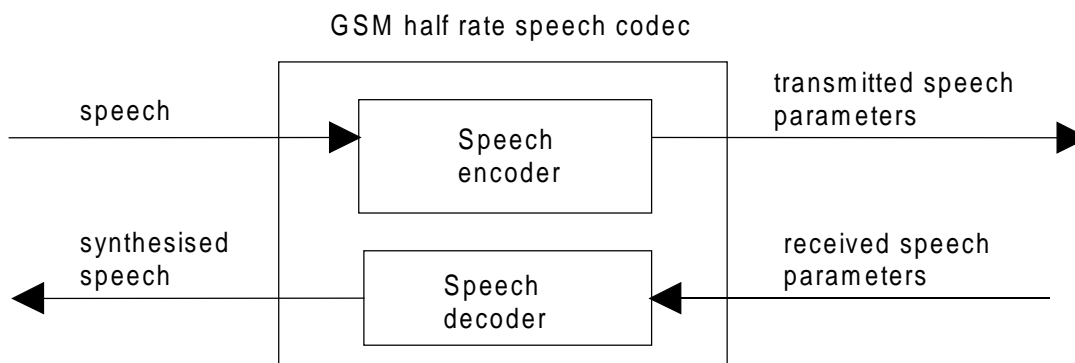 GSM half rate speech codec
speech
Speech
encoder
transmitted speech
parameters
synthesised
speech
Speech
decoder
received speech
parameters